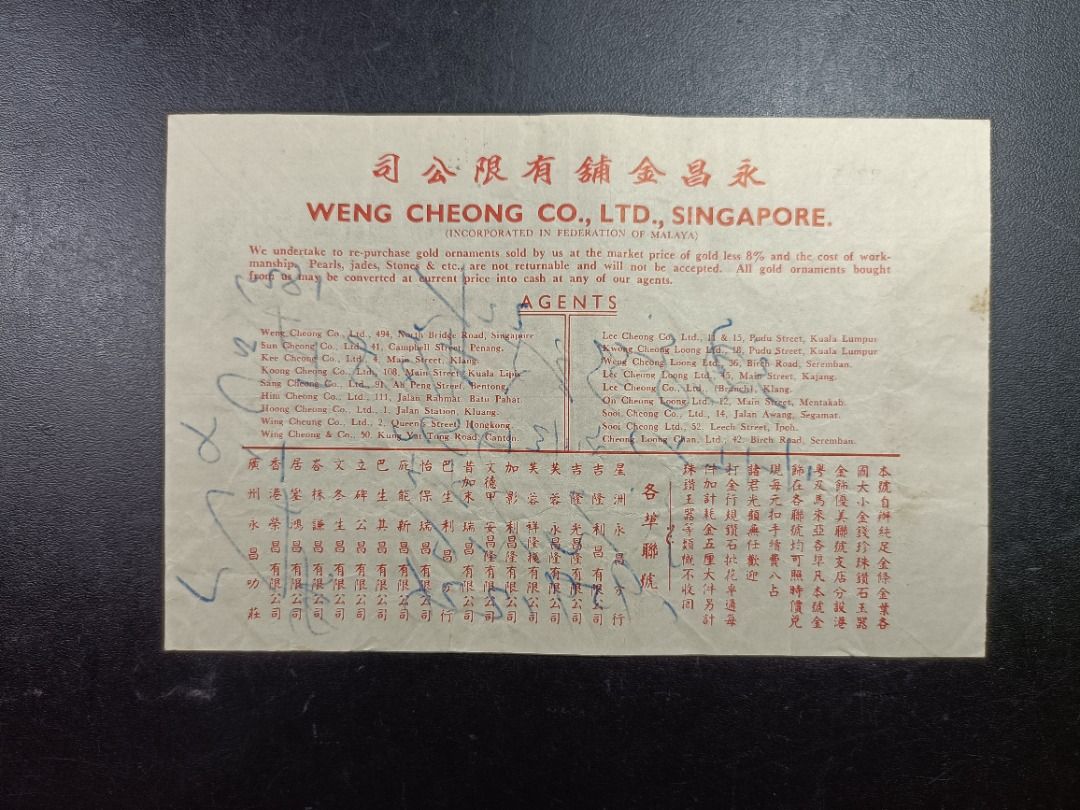 永昌金舖有限公司
WENG CHEONG CO., LTD., SINGAPORE.
(INCORPORATED IN FEDERATION OF MALAYA)
We undertake to re-purchase gold ornaments sold by us at the market price of gold less 8% and the cost of work-
manship. Pearls, jades, Stones & etc., are not returnable and will not be accepted. All gold ornaments bought
from us may be converted at current price into cash at any of our agents.
AGENTS
Weng Cheong Co., Ltd., 494, North Bridge Road, Singapore
Sun Cheong Co., Ltd., 41, Campbell Street, Penang.
Kee Cheong Co., Ltd., 4, Main Street, Klang.
Koong Cheong Co., Ltd., 108, Main Street, Kuala Lipis
Sang Cheong Co., Ltd., 91, Ah Peng Street, Bentong.
Him Cheong Co., Ltd., 111, Jalan Rahmat, Batu Pahat.
Hoong Cheong Co., Ltd., 1, Jalan Station, Kluang.
Wing Cheung Co., Ltd., 2, Queen's Street, Hongkong.
Wing Cheong & Co., 50, Kung Yat Tong Road, Canton.
Lee Cheong Co., Ltd., 11 & 15, Pudu Street, Kuala Lumpur
Kwong Cheong Loong Ltd., 18, Pudu Street, Kuala Lumpur
Weng Cheong Loong Ltd., 36, Birch Road, Seremban.
Lee Cheong Loong Ltd., 45, Main Street, Kajang.
Lee Cheong Co., Ltd., (Branch), Klang.
On Cheong Loong Ltd., 12, Main Street, Mentakab.
Sooi Cheong Co., Ltd., 14, Jalan Awang, Segamat.
Sooi Cheong Ltd., 52, Leech Street, Ipoh.
Cheong Loong Chan, Ltd., 42, Birch Road, Seremban.
本號自辦純足金條金葉各
國大小金錢珍珠鑽石玉器
金飾優美聯號支店分設港
粤及馬來亞各埠凡本號金
飾在各聯號均可照時價兌
現每元扣手續費八占
諸君光顧無任歡迎
打金行規鑽石批花車邊每
件加計耗金五厘大件另計
珠鑽玉器等類概不收回
各埠聯號
星洲永昌行
吉隆利昌有限公司
吉隆光昌隆有限公司
芙蓉永昌隆有限公司
芙蓉祥隆棧有限公司
加影利昌隆有限公司
文德甲安昌隆有限公司
昔加末瑞昌有限公司
巴生利昌行
怡保瑞昌有限公司
庇能新昌有限公司
巴生其昌有限公司
立碑公昌有限公司
文冬生昌有限公司
峇株謙昌有限公司
居鑾鴻昌有限公司
香港榮昌有限公司
廣州永昌功莊